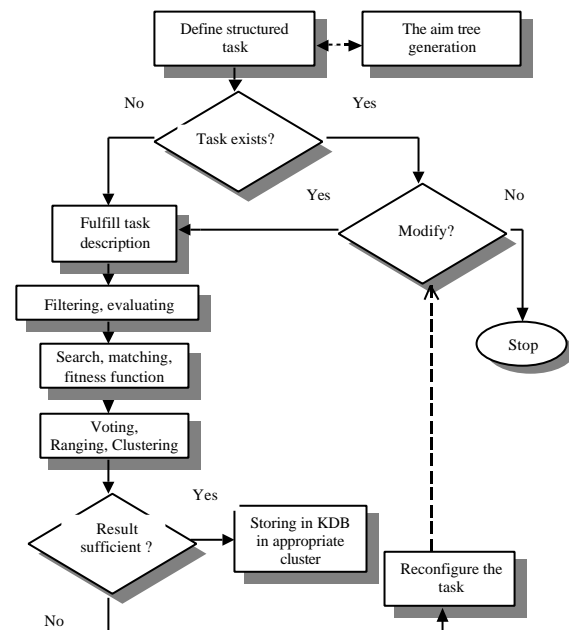 Define structured
task
The aim tree
generation
No
Yes
Task exists?
Yes
No
Fulfill task
description
Modify?
Filtering, evaluating
Stop
Search, matching,
fitness function
Voting,
Ranging, Clustering
Yes
Result
sufficient ?
Storing in KDB
in appropriate
cluster
Reconfigure the
task
No